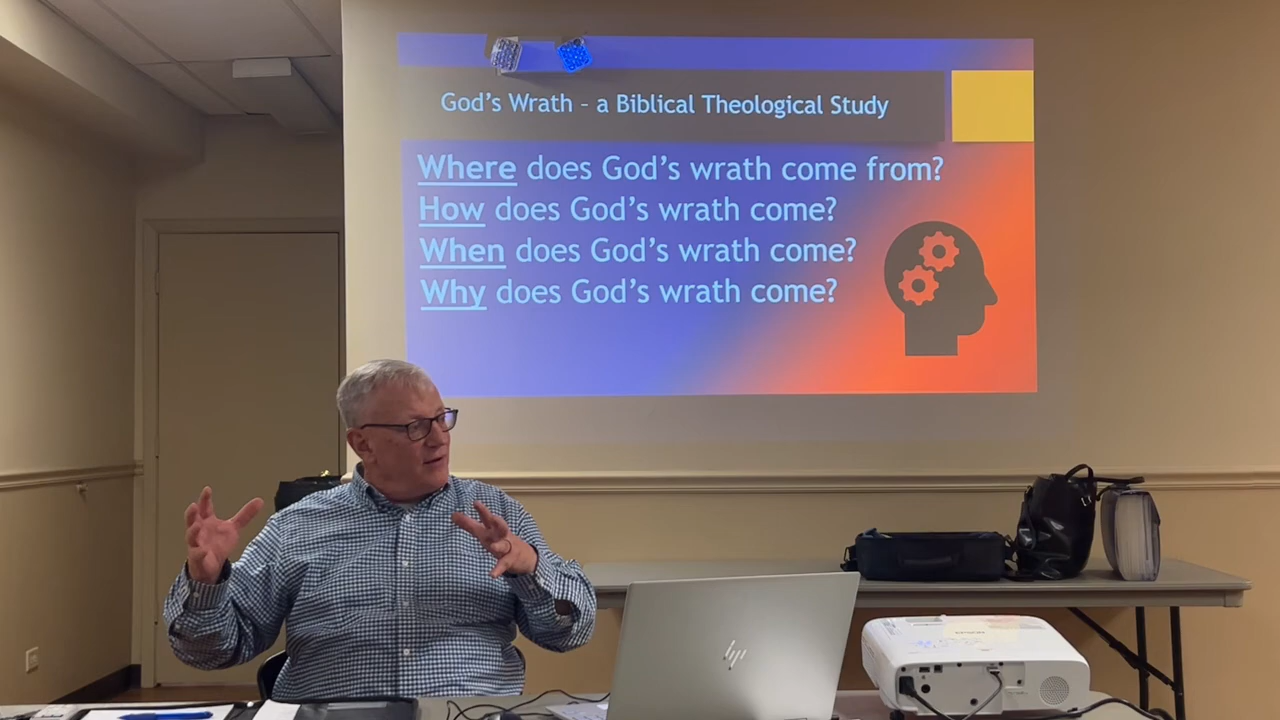 God's Wrath – a Biblical Theological Study
Where does God's wrath come from?
How does God's wrath come?
When does God's wrath come?
Why does God's wrath come?
hp
EPSON